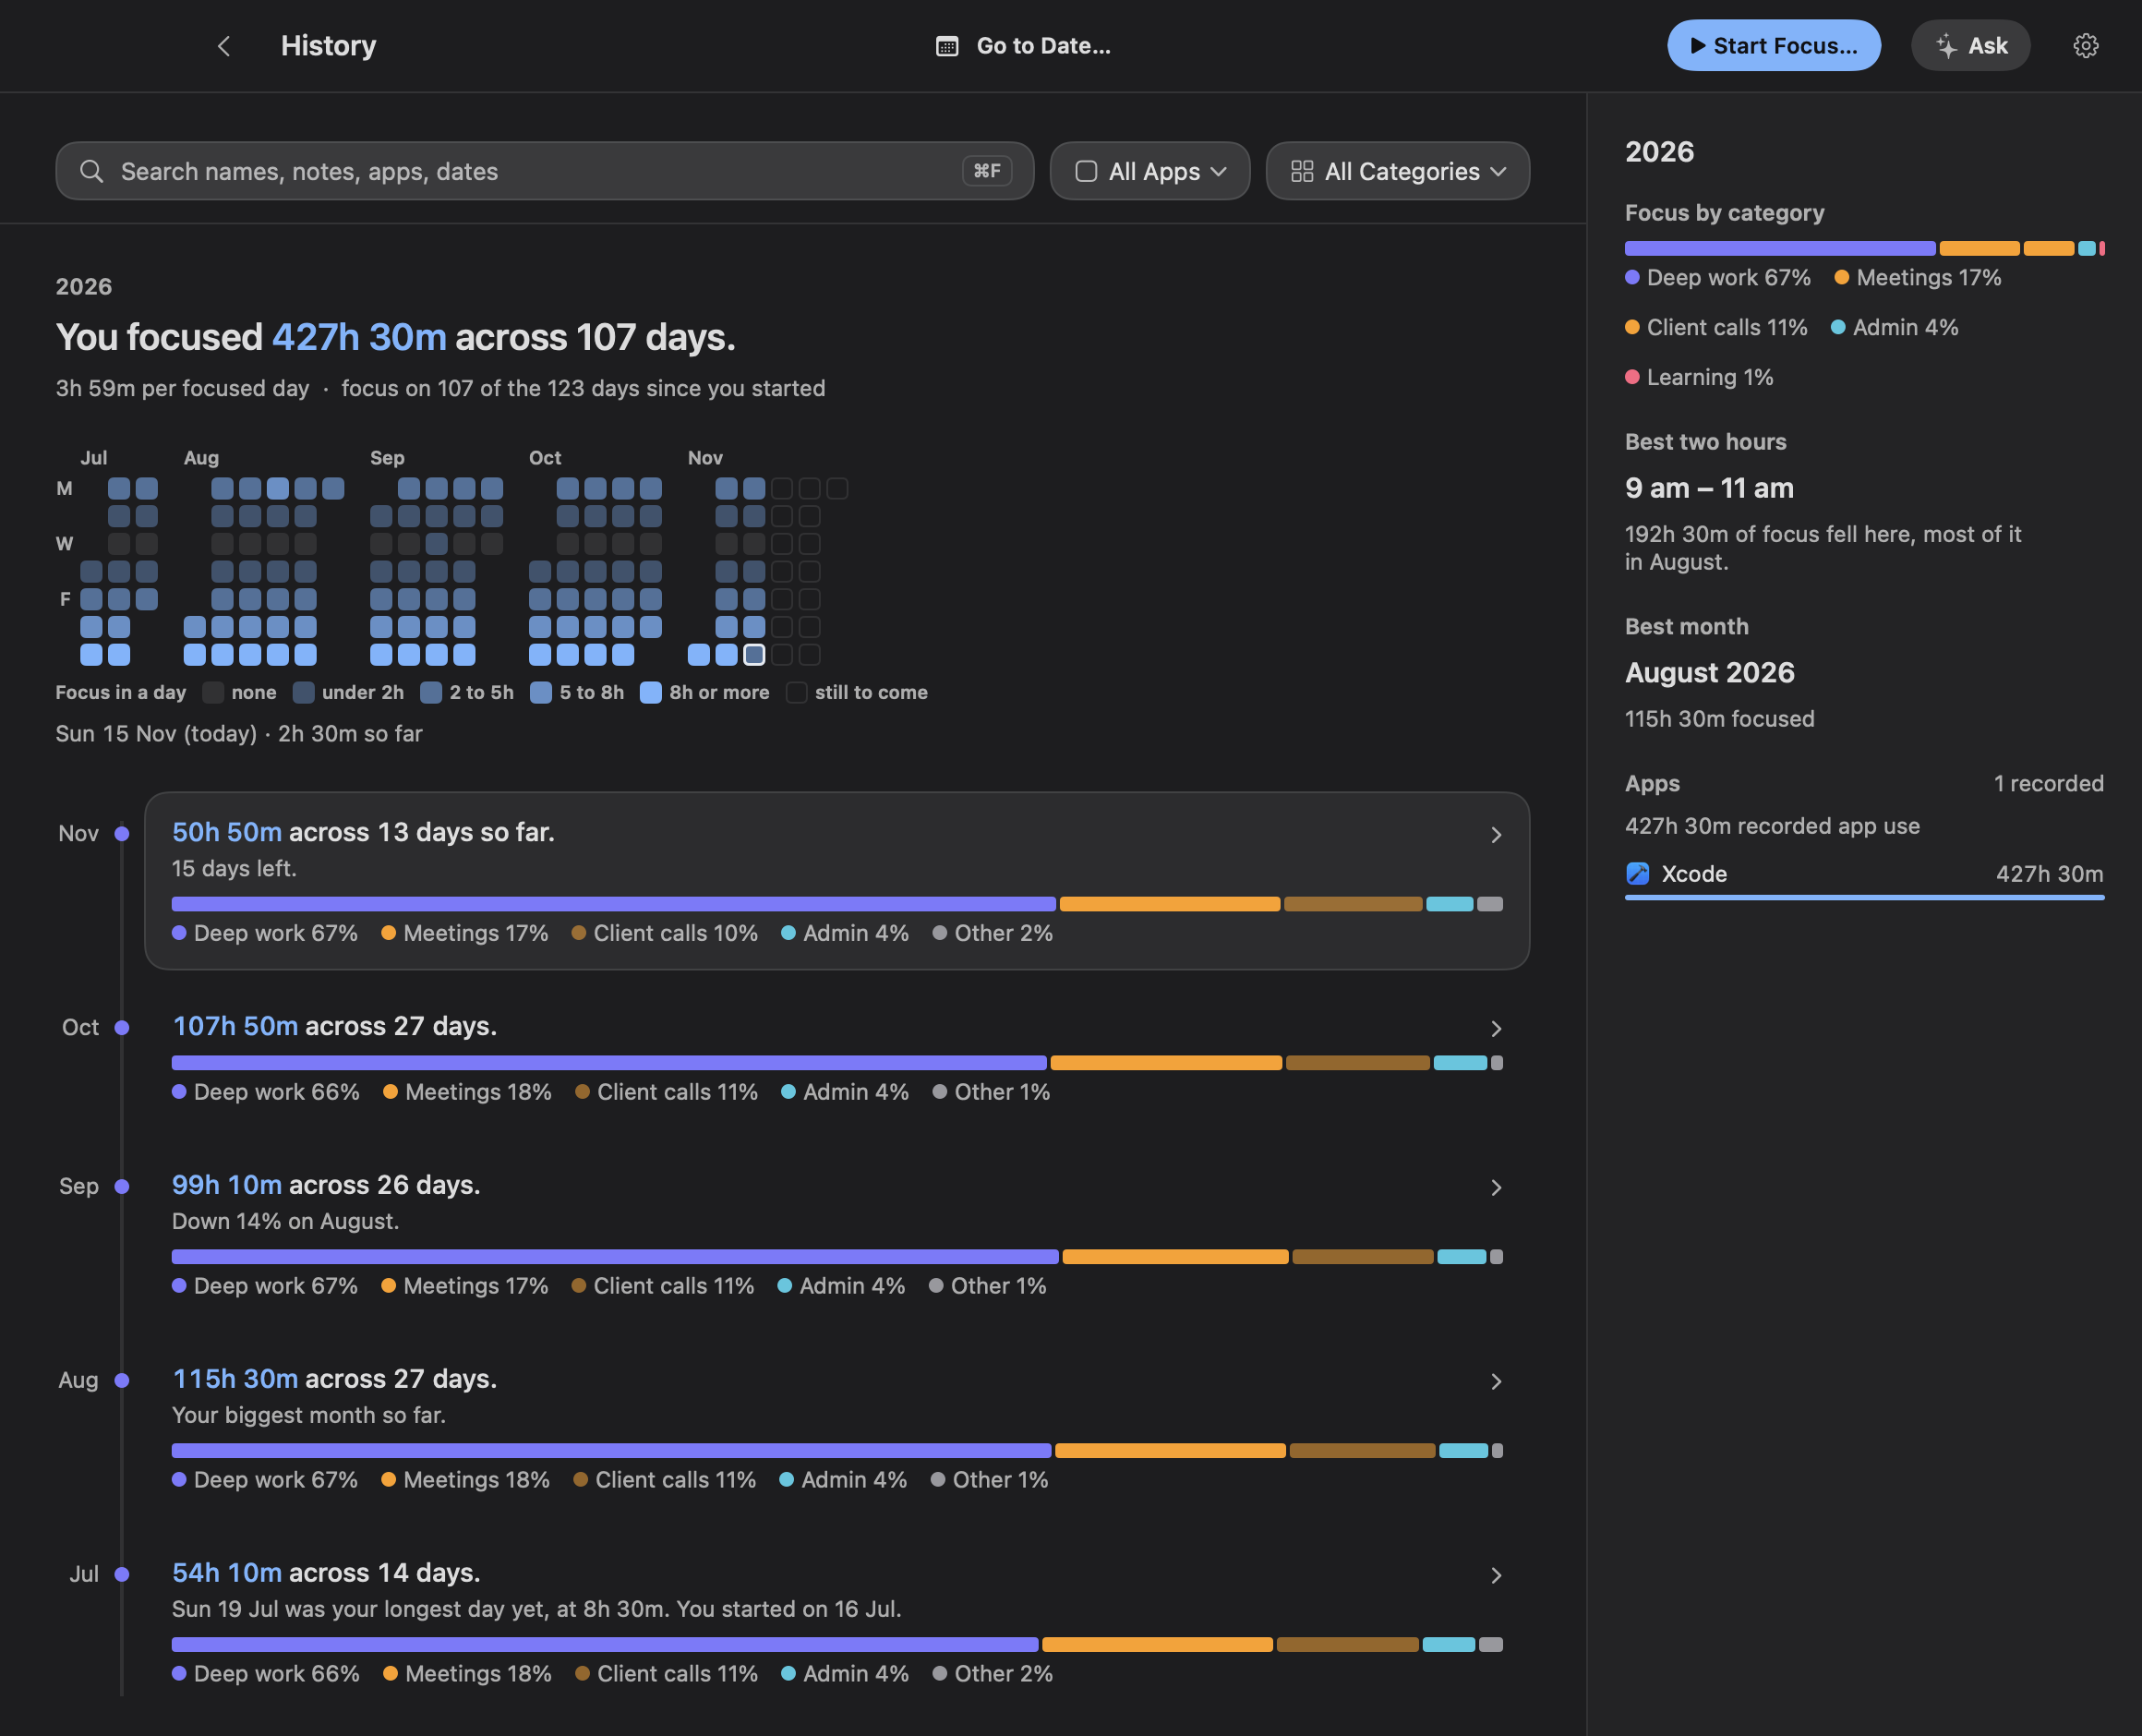 History
Go to Date...
Start Focus...
Ask
Search names, notes, apps, dates
⌘F
All Apps
All Categories
2026
You focused 427h 30m across 107 days.
3h 59m per focused day · focus on 107 of the 123 days since you started
Jul Aug Sep Oct Nov
M
W
F
Focus in a day none under 2h 2 to 5h 5 to 8h 8h or more still to come
Sun 15 Nov (today) · 2h 30m so far
Nov
50h 50m across 13 days so far.
15 days left.
Deep work 67% Meetings 17% Client calls 10% Admin 4% Other 2%
Oct
107h 50m across 27 days.
Deep work 66% Meetings 18% Client calls 11% Admin 4% Other 1%
Sep
99h 10m across 26 days.
Down 14% on August.
Deep work 67% Meetings 17% Client calls 11% Admin 4% Other 1%
Aug
115h 30m across 27 days.
Your biggest month so far.
Deep work 67% Meetings 18% Client calls 11% Admin 4% Other 1%
Jul
54h 10m across 14 days.
Sun 19 Jul was your longest day yet, at 8h 30m. You started on 16 Jul.
Deep work 66% Meetings 18% Client calls 11% Admin 4% Other 2%
2026
Focus by category
Deep work 67% Meetings 17%
Client calls 11% Admin 4%
Learning 1%
Best two hours
9 am – 11 am
192h 30m of focus fell here, most of it
in August.
Best month
August 2026
115h 30m focused
Apps 1 recorded
427h 30m recorded app use
Xcode 427h 30m